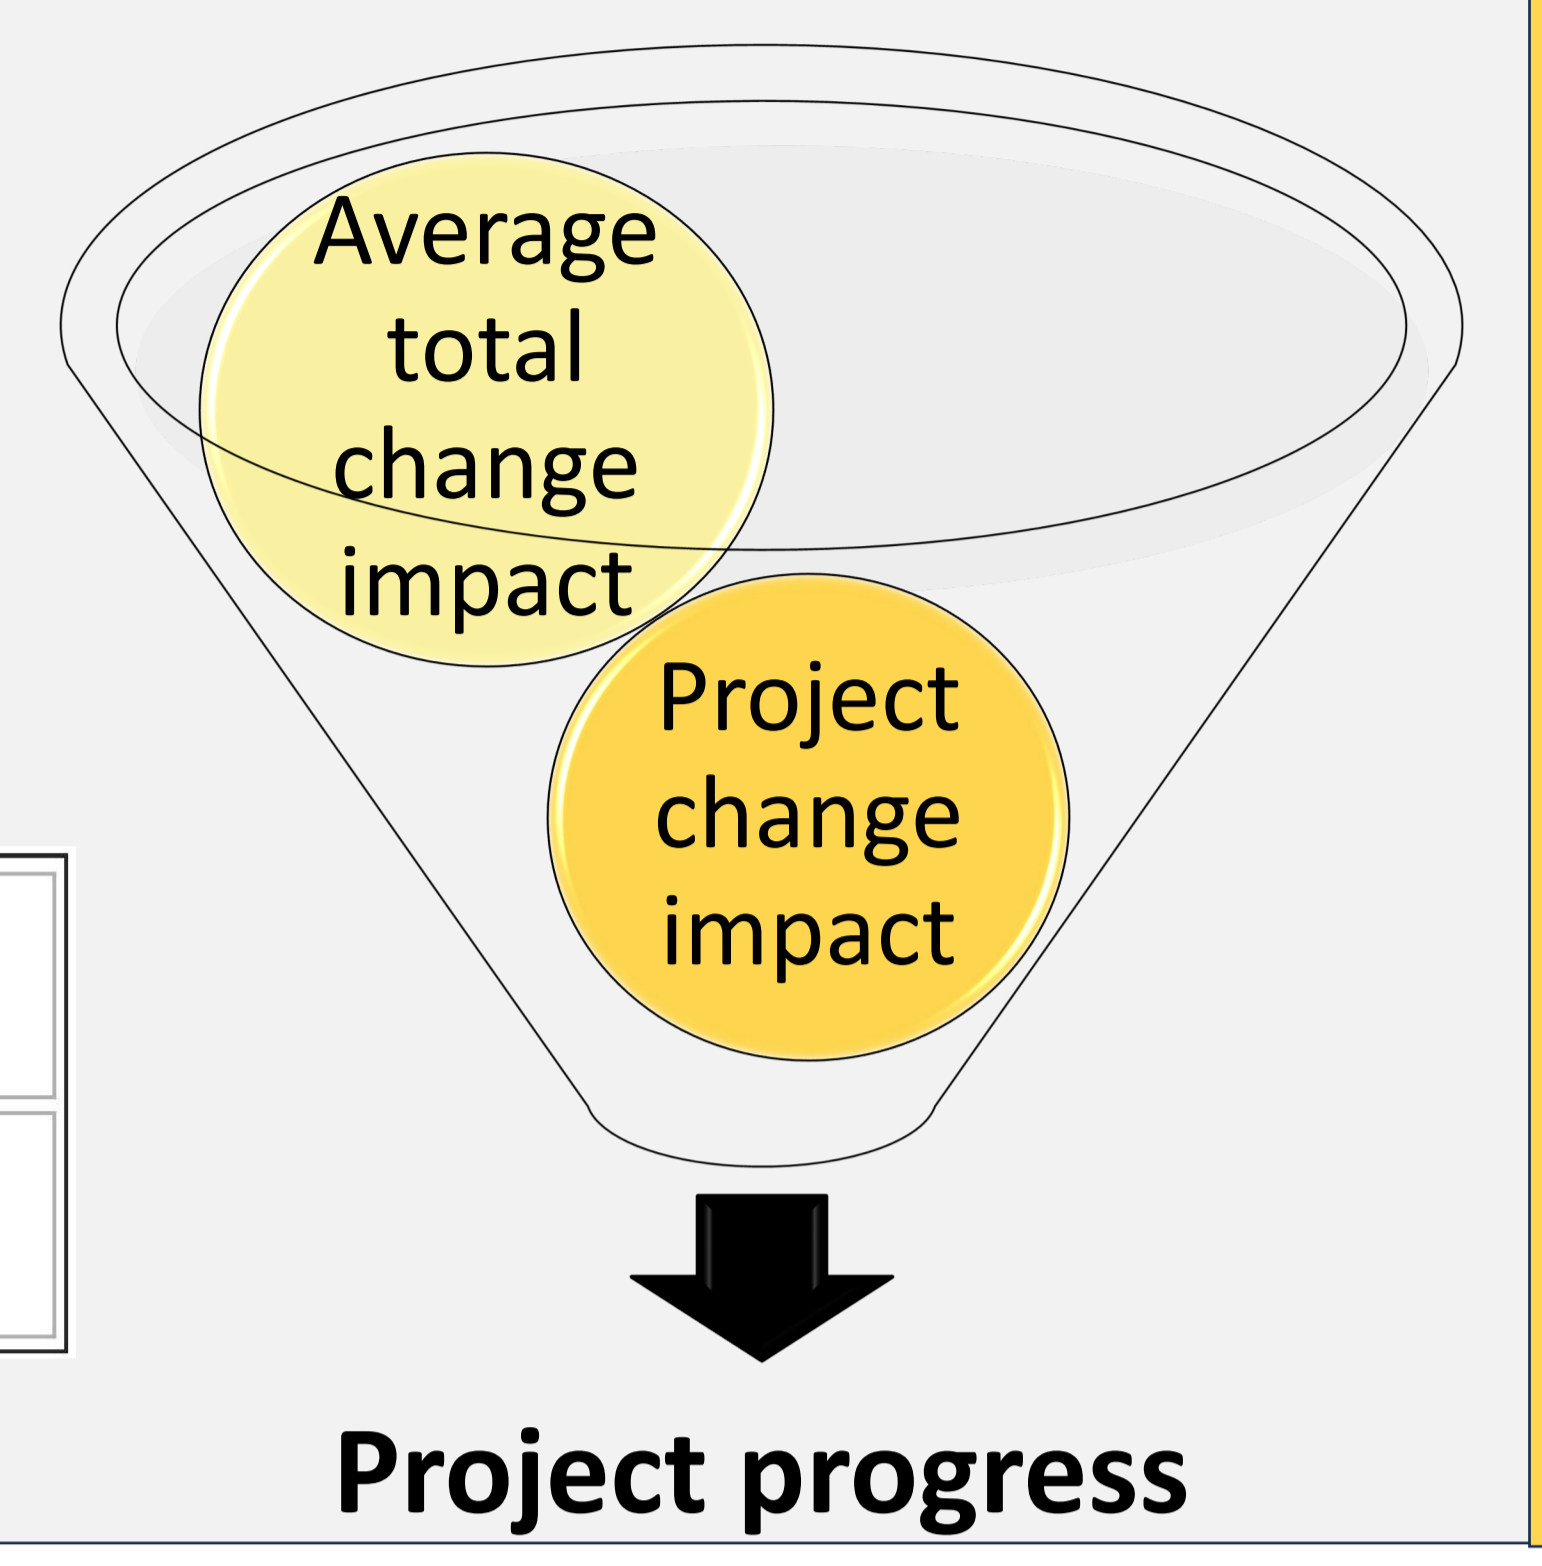 Average
total
change
impact
Project
change
impact
Project progress